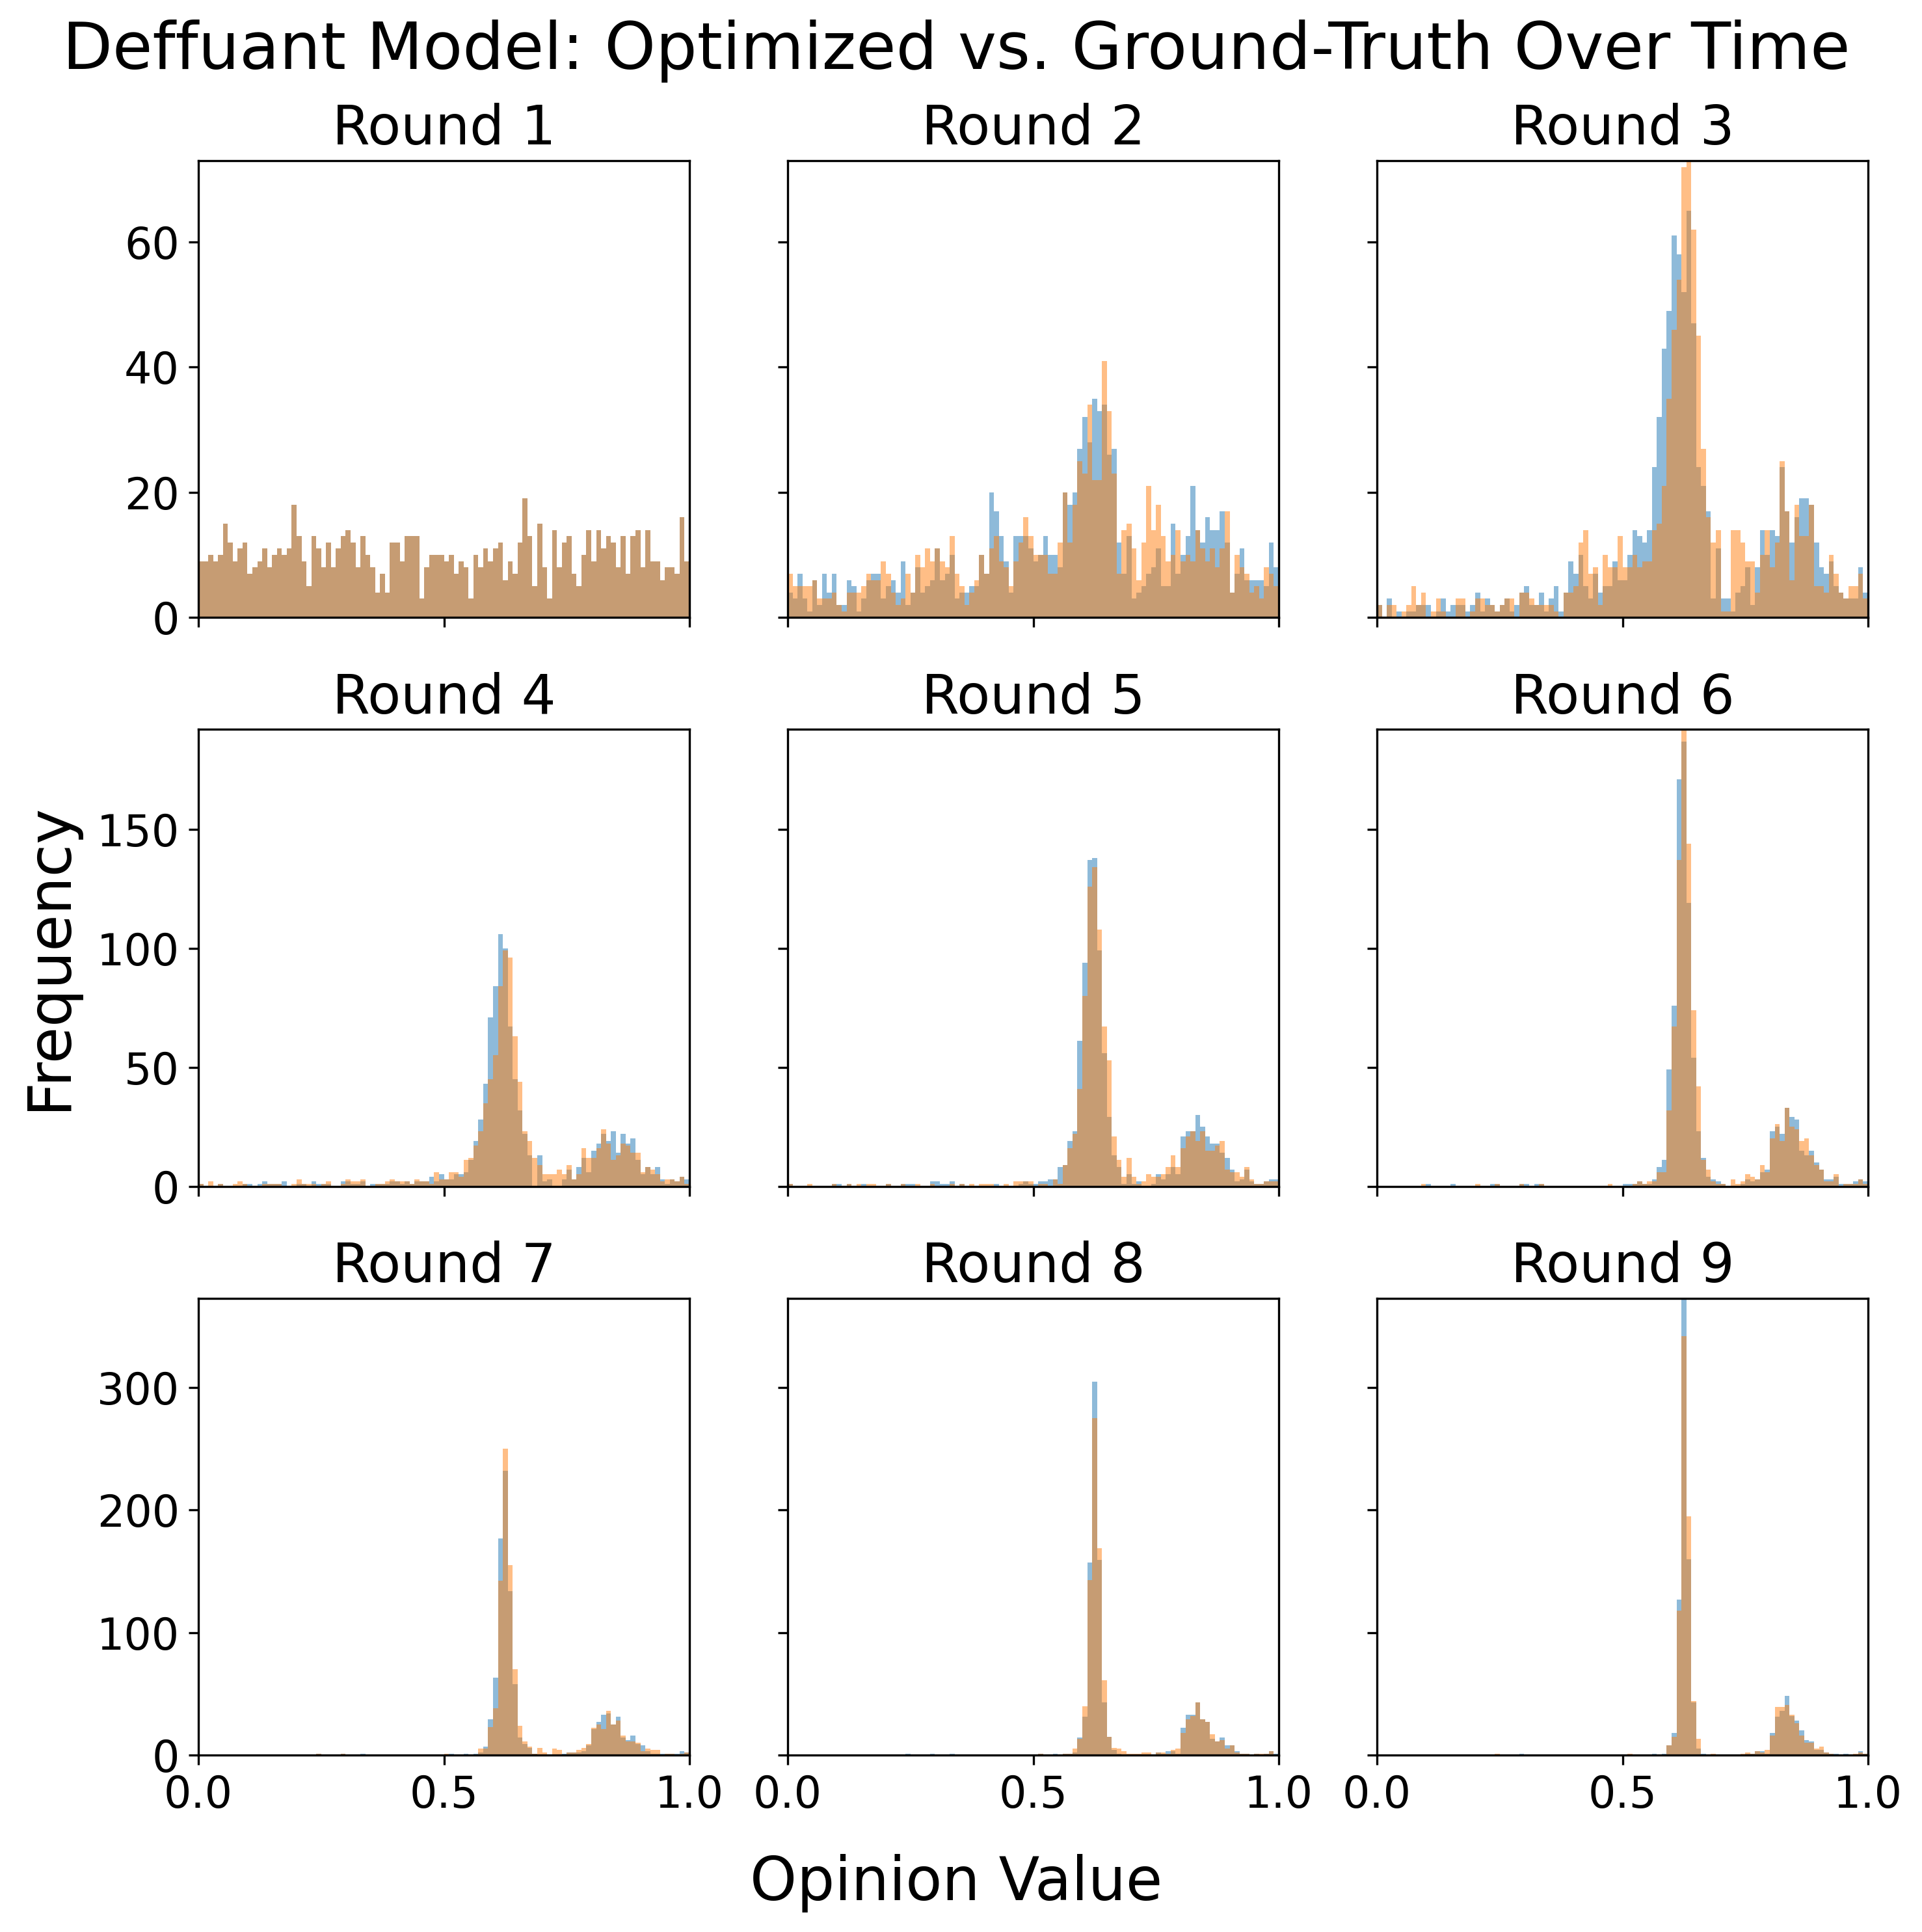 Deffuant Model: Optimized vs. Ground-Truth Over Time
Round 1
Round 2
Round 3
60
40
20
0
Round 4
Round 5
Round 6
Frequency
150
100
50
0
Round 7
Round 8
Round 9
300
200
100
0
0.0 0.5 1.0 0.0 0.5 1.0 0.0 0.5 1.0
Opinion Value